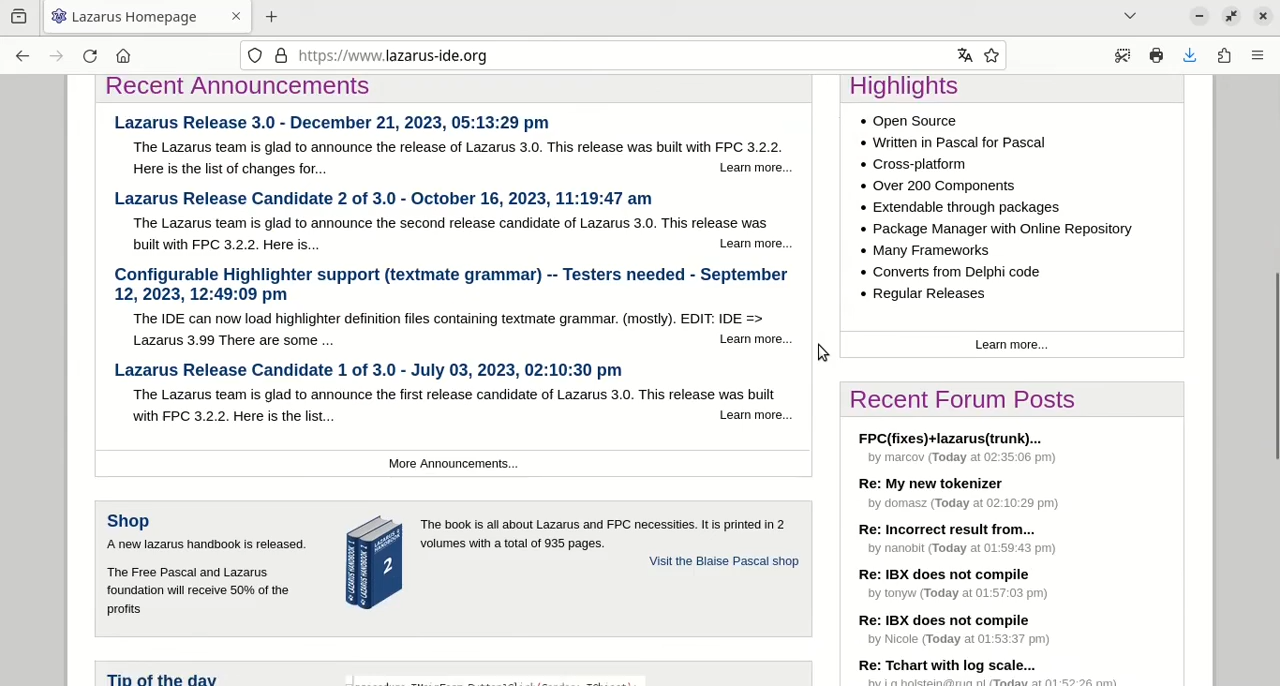 Lazarus Homepage
https://www.lazarus-ide.org
Recent Announcements
Lazarus Release 3.0 - December 21, 2023, 05:13:29 pm
The Lazarus team is glad to announce the release of Lazarus 3.0. This release was built with FPC 3.2.2.
Here is the list of changes for...
Learn more...
Lazarus Release Candidate 2 of 3.0 - October 16, 2023, 11:19:47 am
The Lazarus team is glad to announce the second release candidate of Lazarus 3.0. This release was
built with FPC 3.2.2. Here is...
Learn more...
Configurable Highlighter support (textmate grammar) -- Testers needed - September
12, 2023, 12:49:09 pm
The IDE can now load highlighter definition files containing textmate grammar. (mostly). EDIT: IDE =>
Lazarus 3.99 There are some ...
Learn more...
Lazarus Release Candidate 1 of 3.0 - July 03, 2023, 02:10:30 pm
The Lazarus team is glad to announce the first release candidate of Lazarus 3.0. This release was built
with FPC 3.2.2. Here is the list...
Learn more...
More Announcements...
Shop
A new lazarus handbook is released.
The Free Pascal and Lazarus
foundation will receive 50% of the
profits
LAZARUS HANDBOOK 1
LAZARUS HANDBOOK
2
The book is all about Lazarus and FPC necessities. It is printed in 2
volumes with a total of 935 pages.
Visit the Blaise Pascal shop
Tip of the day
Highlights
• Open Source
• Written in Pascal for Pascal
• Cross-platform
• Over 200 Components
• Extendable through packages
• Package Manager with Online Repository
• Many Frameworks
• Converts from Delphi code
• Regular Releases
Learn more...
Recent Forum Posts
FPC(fixes)+lazarus(trunk)...
by marcov (Today at 02:35:06 pm)
Re: My new tokenizer
by domasz (Today at 02:10:29 pm)
Re: Incorrect result from...
by nanobit (Today at 01:59:43 pm)
Re: IBX does not compile
by tonyw (Today at 01:57:03 pm)
Re: IBX does not compile
by Nicole (Today at 01:53:37 pm)
Re: Tchart with log scale...
by j.g.holstein@rug.nl (Today at 01:52:26 pm)